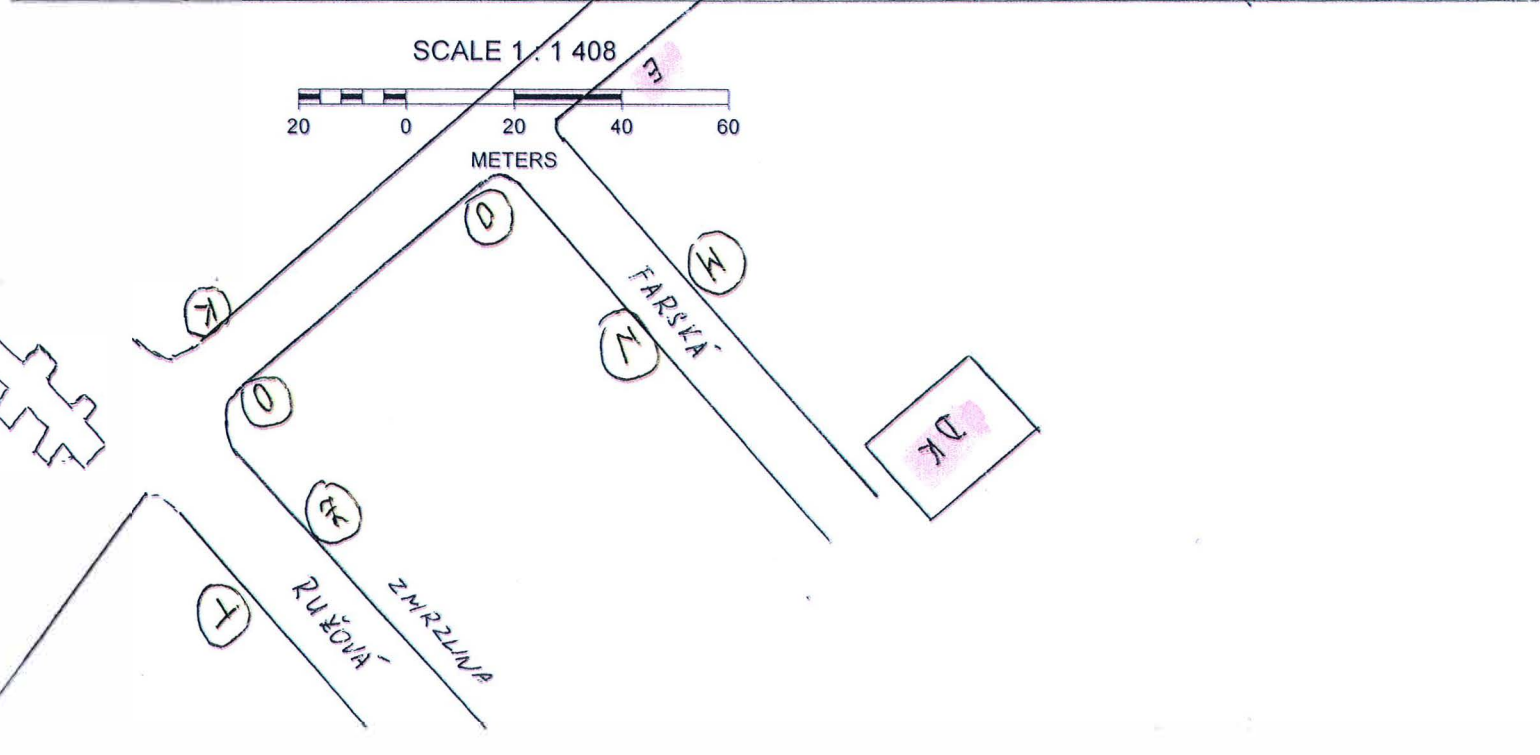 SCALE 1 : 1 408
20 0 20 40 60
METERS
O
M
K
FARSKÁ
O
DK
ZMRZLINA
RUŽOVÁ